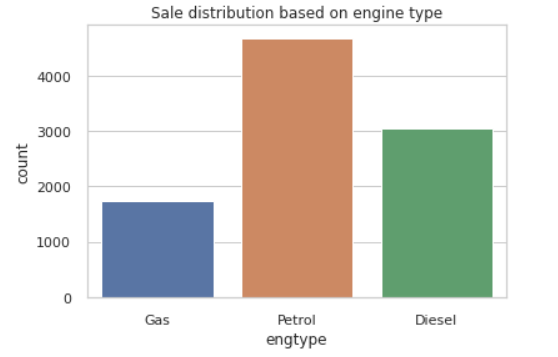 Sale distribution based on engine type
count
4000
3000
2000
1000
0
Gas Petrol Diesel
engtype